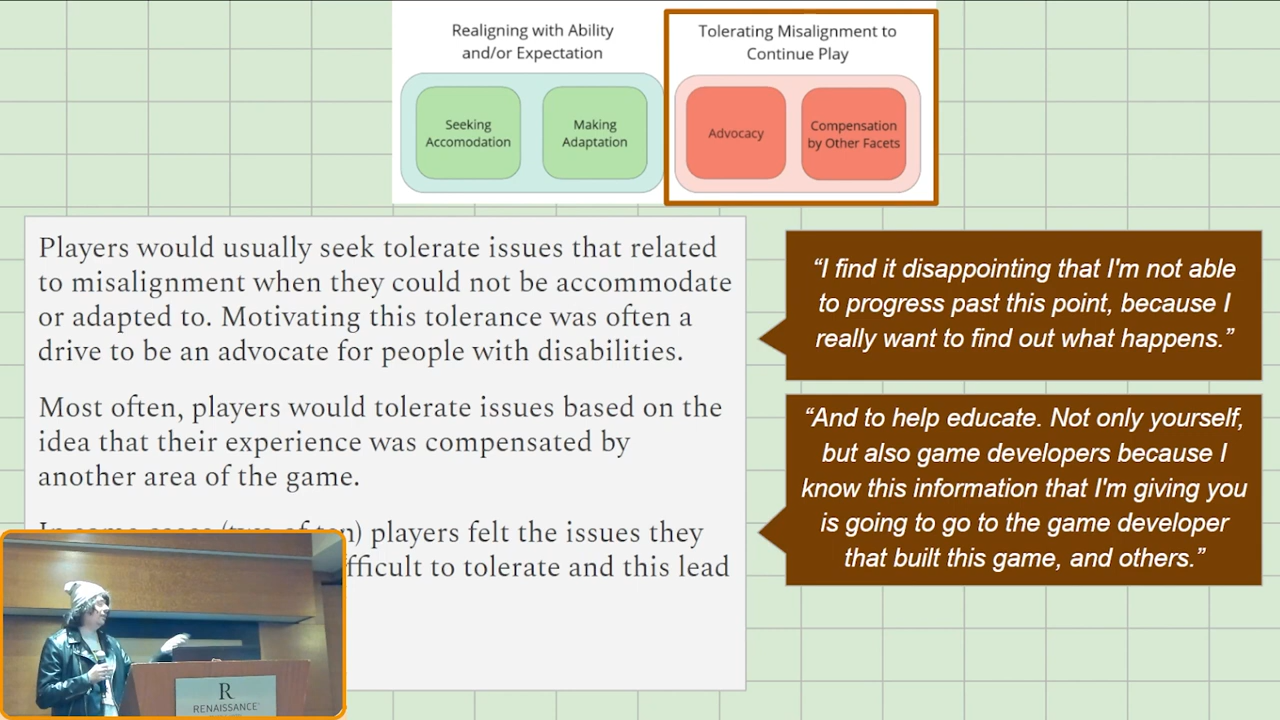 Realigning with Ability
and/or Expectation
Tolerating Misalignment to
Continue Play
Seeking
Accomodation
Making
Adaptation
Advocacy
Compensation
by Other Facets
Players would usually seek tolerate issues that related
to misalignment when they could not be accommodate
or adapted to. Motivating this tolerance was often a
drive to be an advocate for people with disabilities.
Most often, players would tolerate issues based on the
idea that their experience was compensated by
another area of the game.
In some cases (two of ten) players felt the issues they
to tolerate and this lead
“I find it disappointing that I'm not able
to progress past this point, because I
really want to find out what happens.”
“And to help educate. Not only yourself,
but also game developers because I
know this information that I'm giving you
is going to go to the game developer
that built this game, and others.”
R
RENAISSANCE